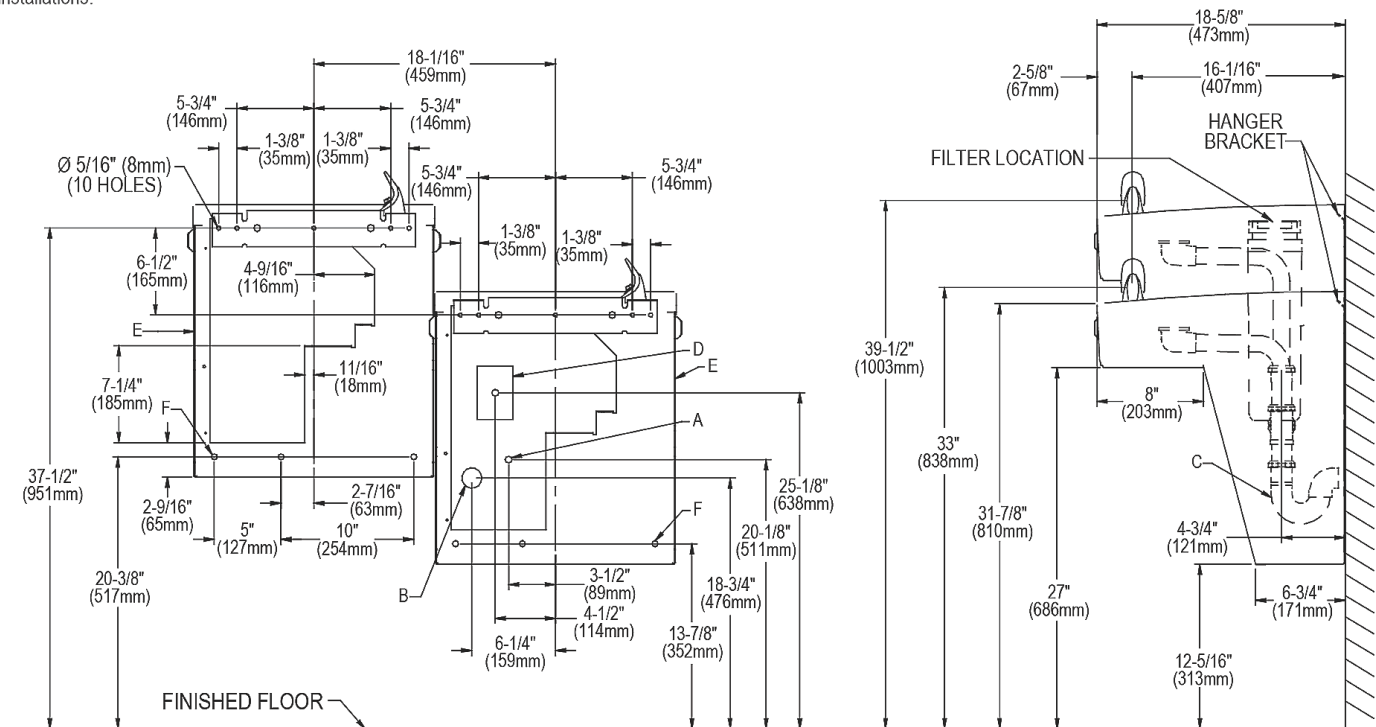 installations.
18-5/8"
(473mm)
18-1/16"
(459mm)
2-5/8"
(67mm)
16-1/16"
(407mm)
5-3/4"
(146mm)
5-3/4"
(146mm)
1-3/8"
(35mm)
1-3/8"
(35mm)
HANGER
BRACKET
Ø 5/16" (8mm)
(10 HOLES)
5-3/4"
(146mm)
5-3/4"
(146mm)
FILTER LOCATION
1-3/8"
(35mm)
1-3/8"
(35mm)
6-1/2"
(165mm)
4-9/16"
(116mm)
E
D
E
11/16"
(18mm)
39-1/2"
(1003mm)
7-1/4"
(185mm)
F
8"
(203mm)
A
33"
(838mm)
37-1/2"
(951mm)
2-9/16"
(65mm)
2-7/16"
(63mm)
25-1/8"
(638mm)
C
5"
(127mm)
10"
(254mm)
F
31-7/8"
(810mm)
20-1/8"
(511mm)
4-3/4"
(121mm)
20-3/8"
(517mm)
B
3-1/2"
(89mm)
18-3/4"
(476mm)
27"
(686mm)
6-3/4"
(171mm)
4-1/2"
(114mm)
6-1/4"
(159mm)
13-7/8"
(352mm)
12-5/16"
(313mm)
FINISHED FLOOR